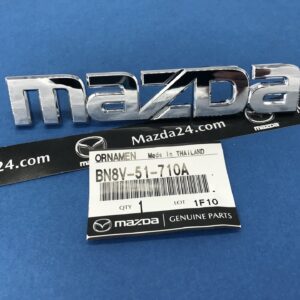 mazda
Mazda24.com
24.com
Mazda24.com
ORNAMEN Made in THAILAND
BN8V-51-710A
QTY 1 LOT 1F10
mazda GENUINE PARTS